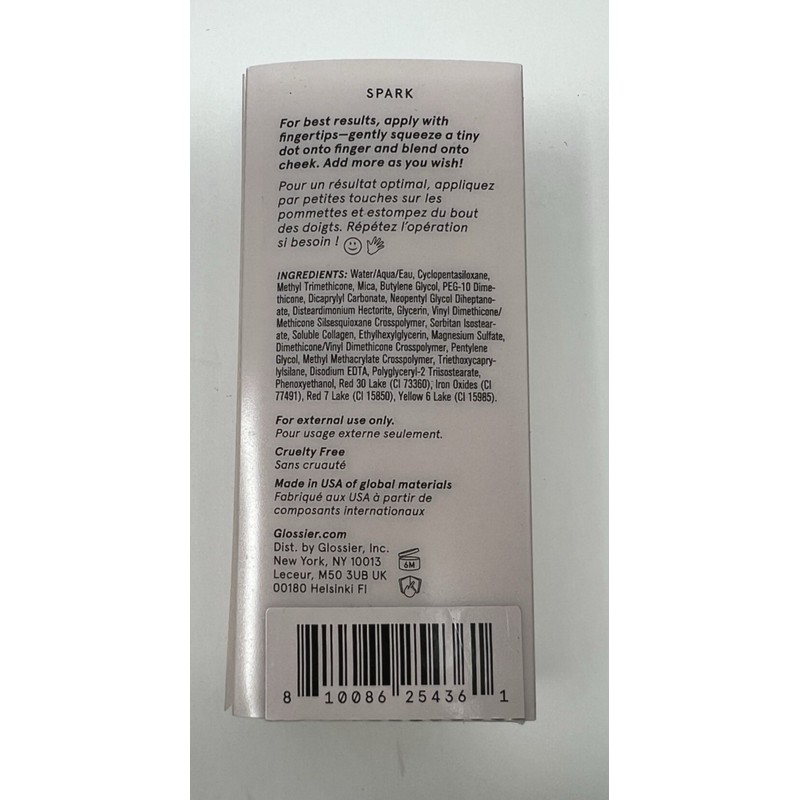 SPARK
For best results, apply with
fingertips—gently squeeze a tiny
dot onto finger and blend onto
cheek. Add more as you wish!
Pour un résultat optimal, appliquez
par petites touches sur les
pommettes et estompez du bout
des doigts. Répétez l'opération
si besoin !
INGREDIENTS: Water/Aqua/Eau, Cyclopentasiloxane,
Methyl Trimethicone, Mica, Butylene Glycol, PEG-10 Dime-
thicone, Dicaprylyl Carbonate, Neopentyl Glycol Diheptano-
ate, Disteardimonium Hectorite, Glycerin, Vinyl Dimethicone/
Methicone Silsesquioxane Crosspolymer, Sorbitan Isostear-
ate, Soluble Collagen, Ethylhexylglycerin, Magnesium Sulfate,
Dimethicone/Vinyl Dimethicone Crosspolymer, Pentylene
Glycol, Methyl Methacrylate Crosspolymer, Triethoxycapry-
lylsilane, Disodium EDTA, Polyglyceryl-2 Triisostearate,
Phenoxyethanol, Red 30 Lake (CI 73360), Iron Oxides (CI
77491), Red 7 Lake (CI 15850), Yellow 6 Lake (CI 15985).
For external use only.
Pour usage externe seulement.
Cruelty Free
Sans cruauté
Made in USA of global materials
Fabriqué aux USA à partir de
composants internationaux
Glossier.com
Dist. by Glossier, Inc.
New York, NY 10013
Leceur, M50 3UB UK
00180 Helsinki FI
6M
8 10086 25436 1